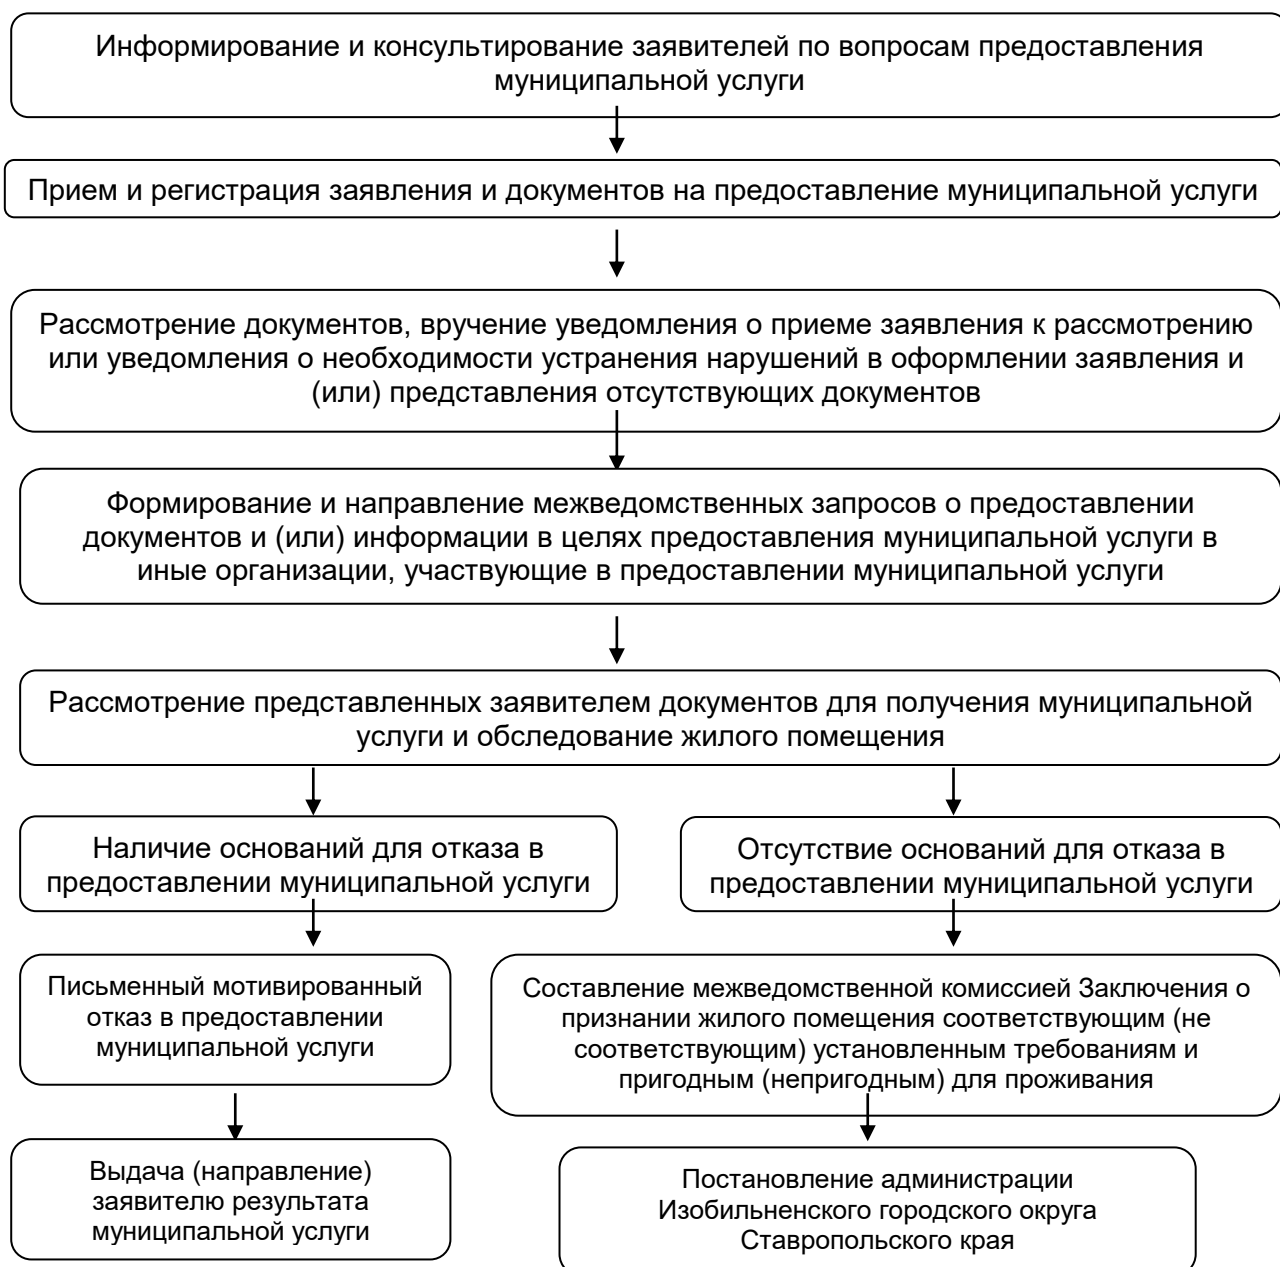 Информирование и консультирование заявителей по вопросам предоставления
муниципальной услуги
Прием и регистрация заявления и документов на предоставление муниципальной услуги
Рассмотрение документов, вручение уведомления о приеме заявления к рассмотрению
или уведомления о необходимости устранения нарушений в оформлении заявления и
(или) представления отсутствующих документов
Формирование и направление межведомственных запросов о предоставлении
документов и (или) информации в целях предоставления муниципальной услуги в
иные организации, участвующие в предоставлении муниципальной услуги
Рассмотрение представленных заявителем документов для получения муниципальной
услуги и обследование жилого помещения
Наличие оснований для отказа в
предоставлении муниципальной услуги
Отсутствие оснований для отказа в
предоставлении муниципальной услуги
Письменный мотивированный
отказ в предоставлении
муниципальной услуги
Составление межведомственной комиссией Заключения о
признании жилого помещения соответствующим (не
соответствующим) установленным требованиям и
пригодным (непригодным) для проживания
Выдача (направление)
заявителю результата
муниципальной услуги
Постановление администрации
Изобильненского городского округа
Ставропольского края